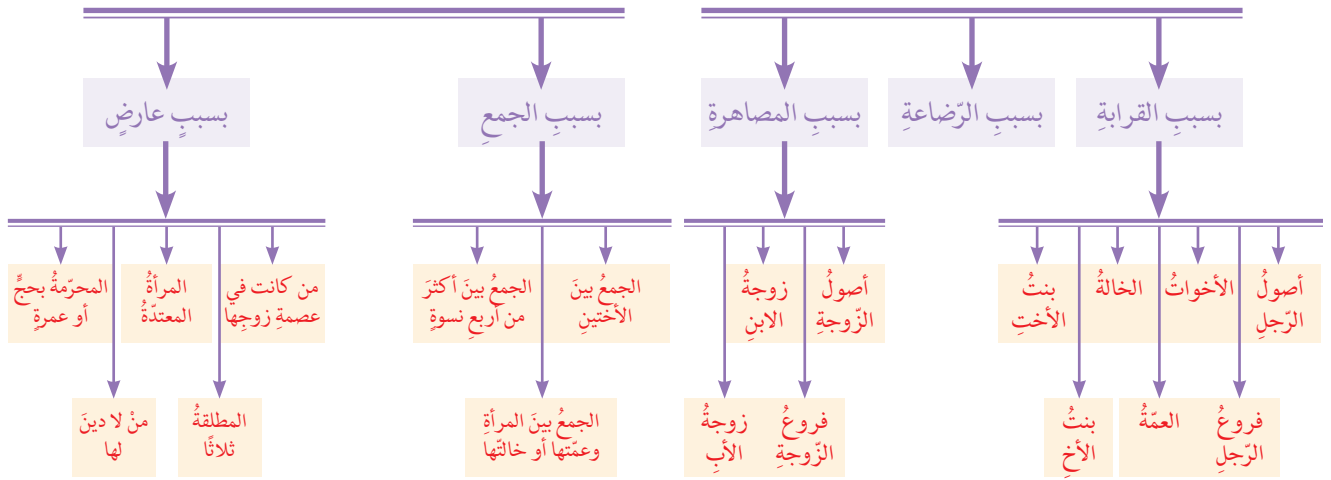 بسببِ القرابةِ
بسببِ الرّضاعةِ
بسببِ المصاهرةِ
بسببِ الجمعِ
بسببٍ عارضٍ
أصولُ
الرّجلِ
الأخواتُ
الخالةُ
بنتُ
الأختِ
فروعُ
الرّجلِ
العمّةُ
بنتُ
الأخِ
أصولُ
الزّوجةِ
زوجةُ
الابنِ
فروعُ
الزّوجةِ
زوجةُ
الأبِ
الجمعُ بينَ
الأختينِ
الجمعُ بينَ أكثرَ
من أربعِ نسوةٍ
الجمعُ بينَ المرأةِ
وعمّتها أو خالتّها
من كانت في
عصمةِ زوجِها
المرأةُ
المعتدّةُ
المحرّمةُ بحجٍّ
أو عمرةٍ
المطلقةُ
ثلاثًا
منْ لا دينَ
لها